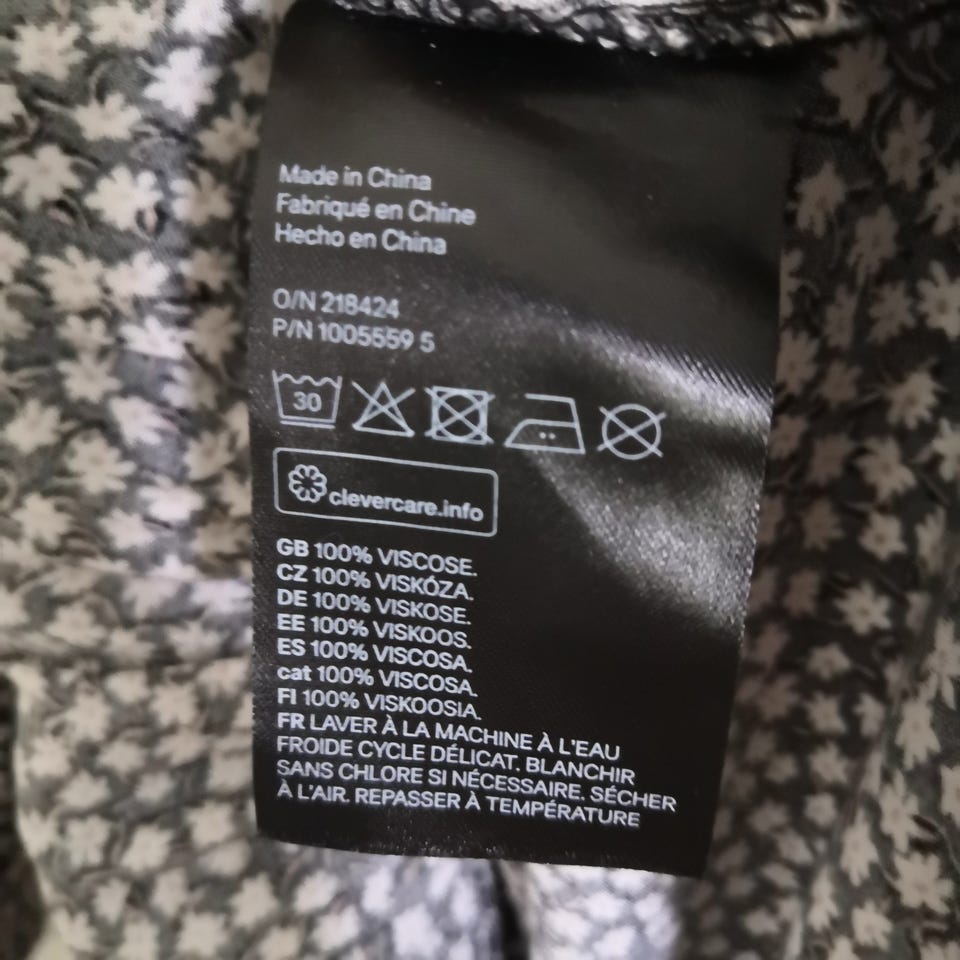 Made in China
Fabriqué en Chine
Hecho en China
O/N 218424
P/N 1005559 5
30
clevercare.info
GB 100% VISCOSE.
CZ 100% VISKÓZA.
DE 100% VISKOSE.
EE 100% VISKOOS.
ES 100% VISCOSA.
cat 100% VISCOSA.
FI 100% VISKOOSIA.
FR LAVER À LA MACHINE À L'EAU
FROIDE CYCLE DÉLICAT. BLANCHIR
SANS CHLORE SI NÉCESSAIRE. SÉCHER
À L'AIR. REPASSER À TEMPÉRATURE